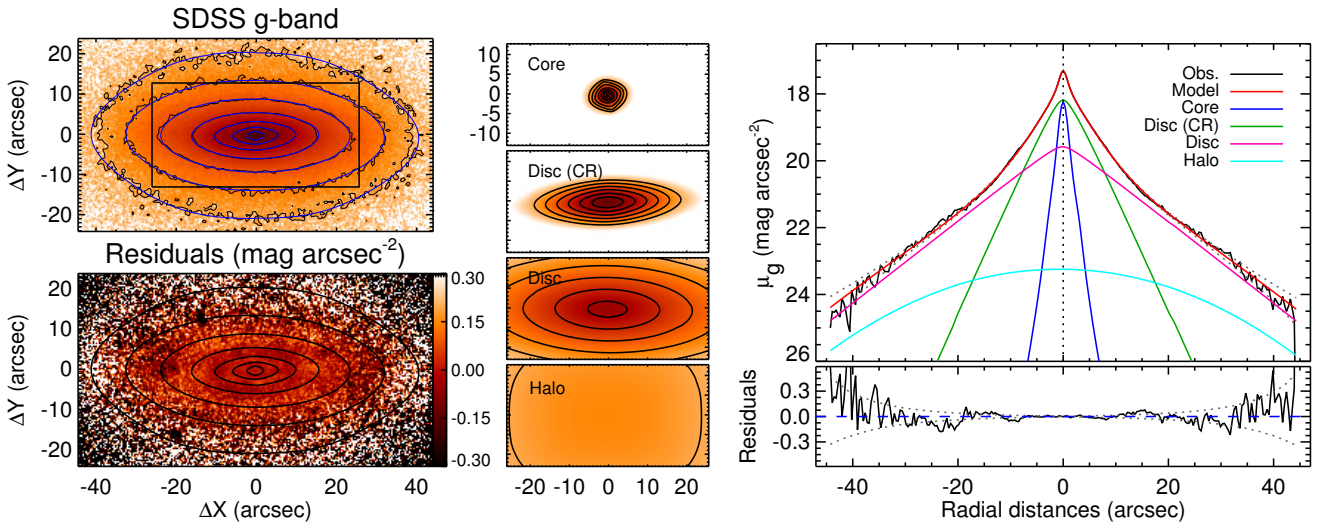 SDSS g-band
20
10
0
-10
-20
ΔY (arcsec)
Residuals (mag arcsec-2)
20
10
0
-10
-20
ΔY (arcsec)
0.30
0.15
0.00
-0.15
-0.30
-40 -20 0 20 40
ΔX (arcsec)
10
5
0
-5
-10
Core
Disc (CR)
Disc
Halo
-20 -10 0 10 20
18
20
22
24
26
μg (mag arcsec-2)
Obs.
Model
Core
Disc (CR)
Disc
Halo
0.3
0.0
-0.3
Residuals
-40 -20 0 20 40
Radial distances (arcsec)